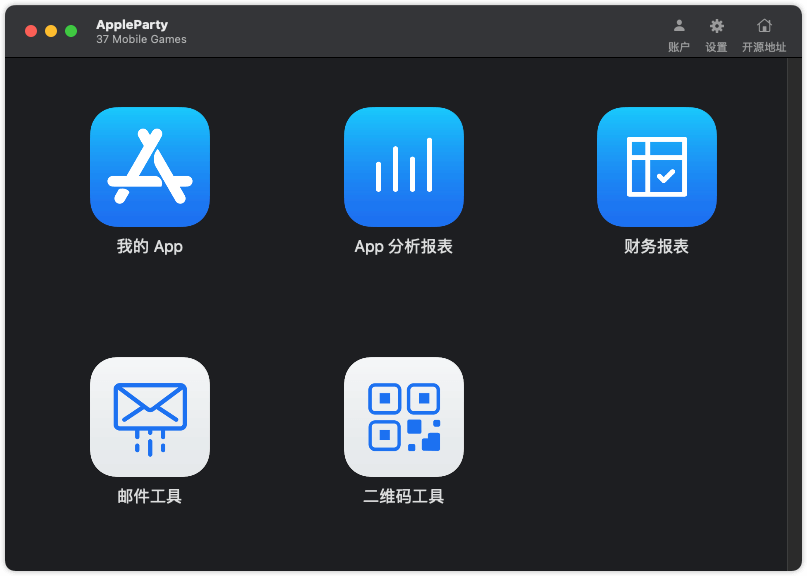 AppleParty
37 Mobile Games
账户
设置
开源地址
我的 App
App 分析报表
财务报表
邮件工具
二维码工具